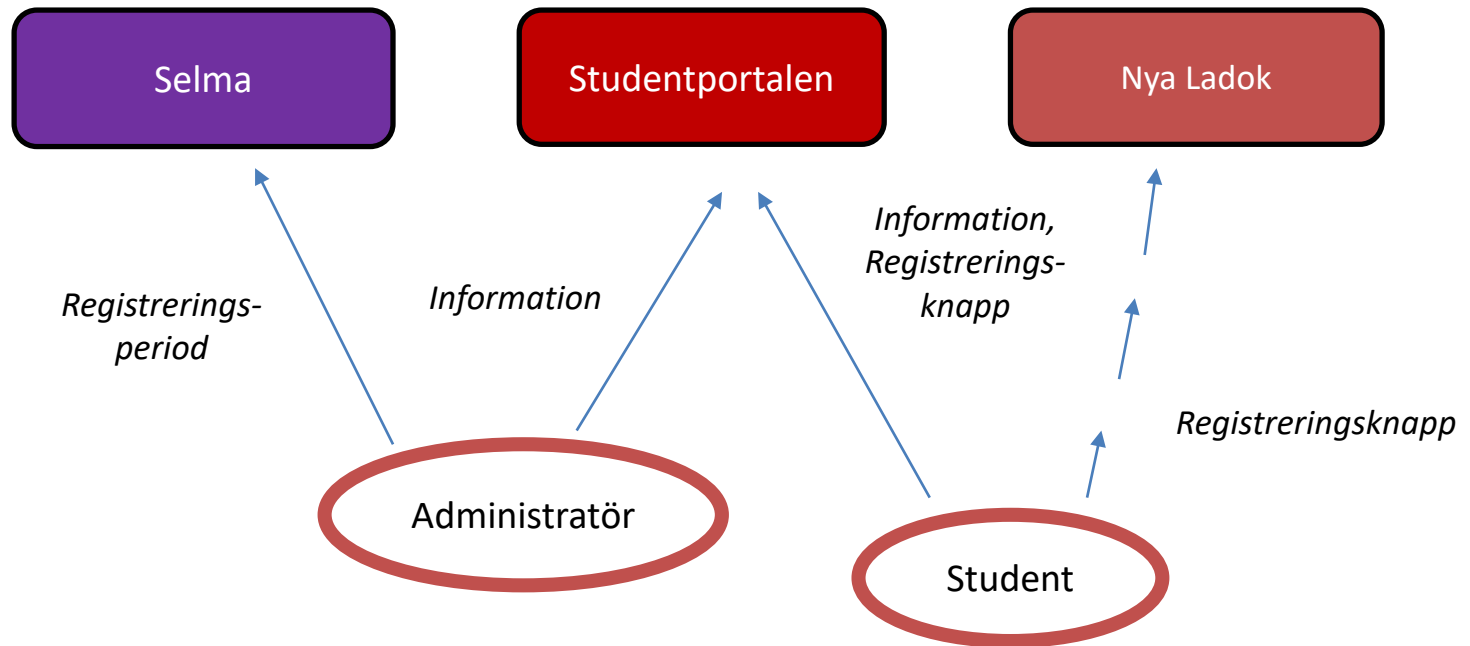 Selma
Studentportalen
Nya Ladok
Registrerings-
period
Information
Information,
Registrerings-
knapp
Registreringsknapp
Administratör
Student